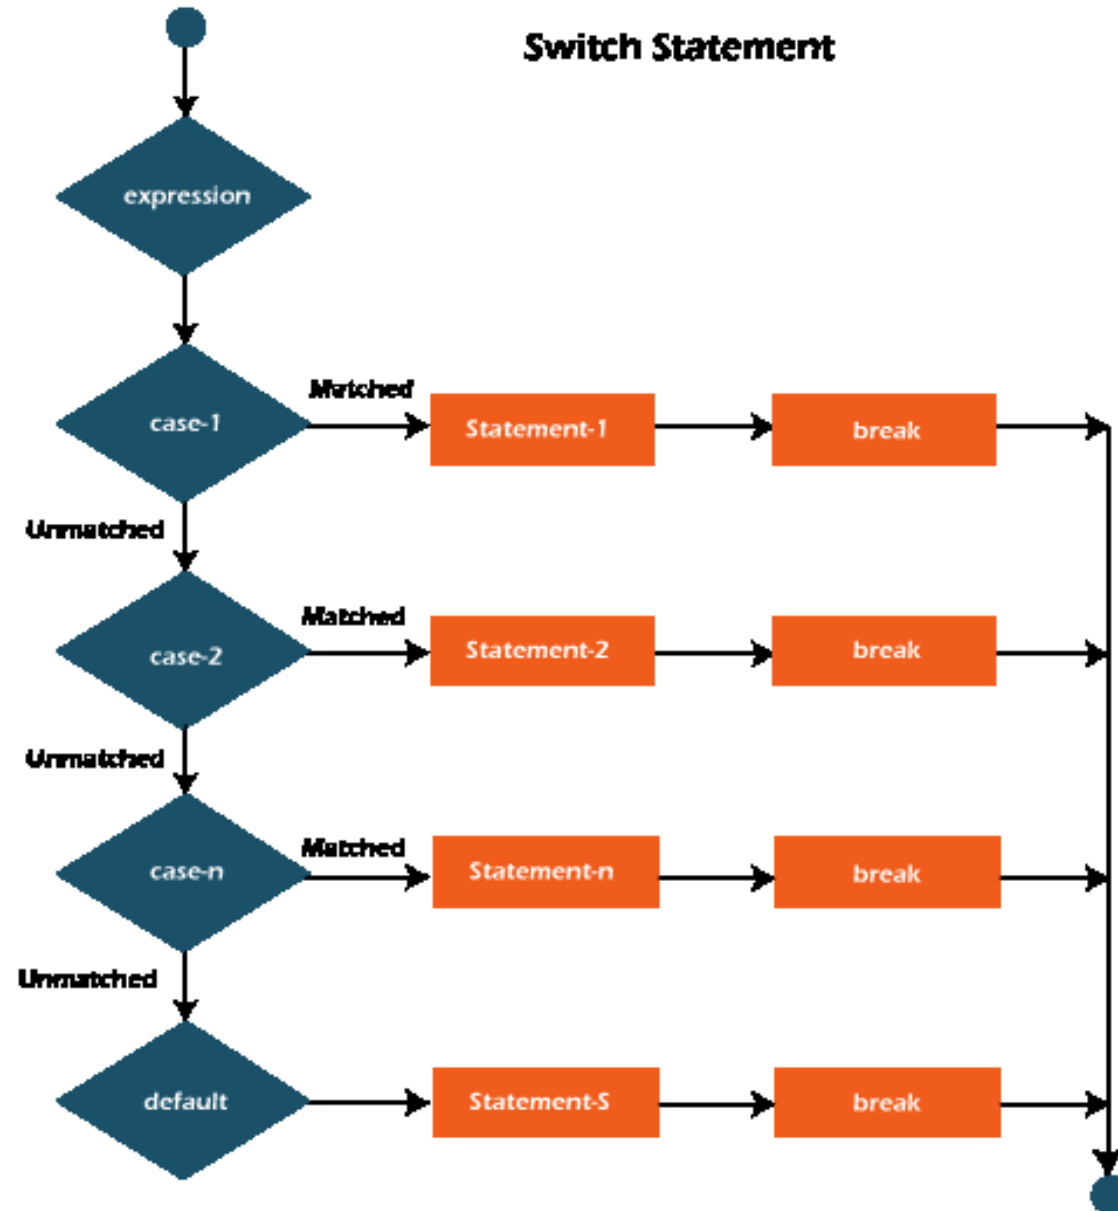 Switch Statement
expression
Matched
case-1
Statement-1
break
Unmatched
Matched
case-2
Statement-2
break
Unmatched
Matched
case-n
Statement-n
break
Unmatched
default
Statement-S
break